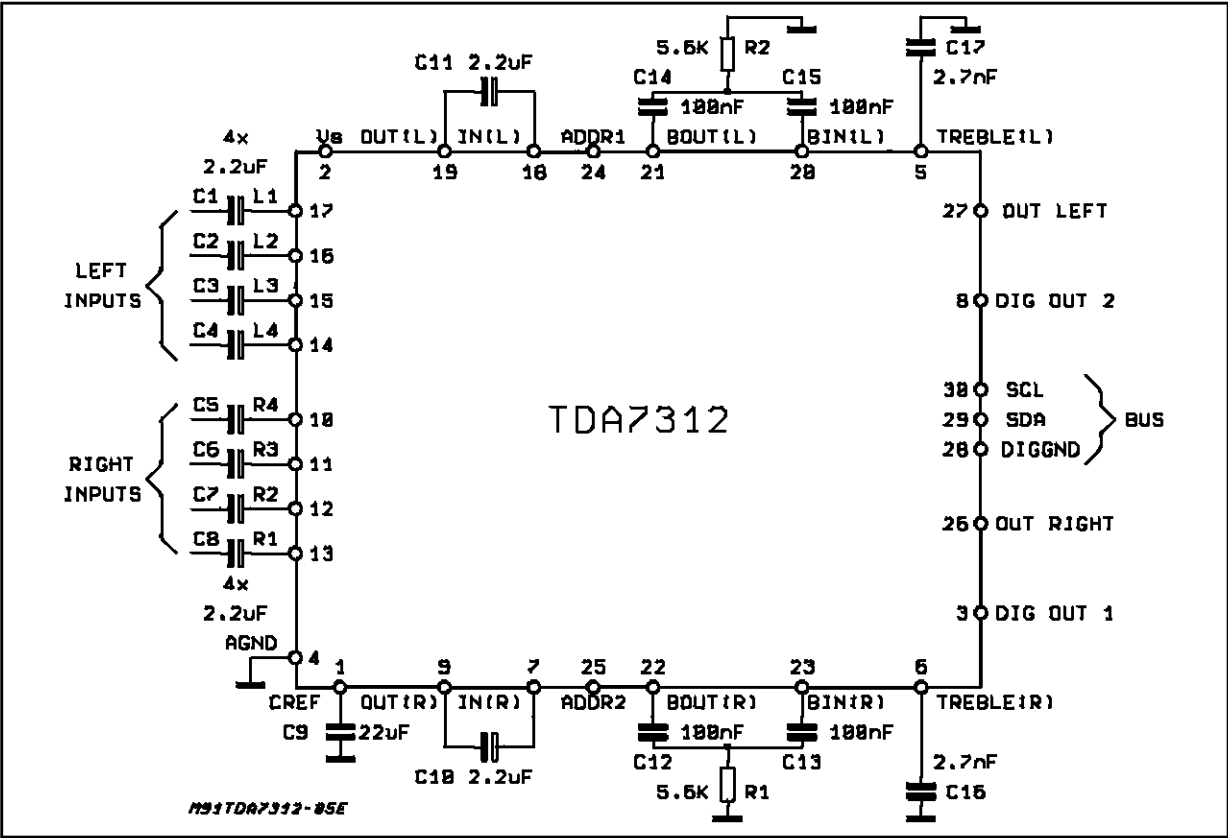 C11 2.2uF
5.6K R2
C17
C14 C15 2.7nF
100nF 100nF
4x Vs OUT(L) IN(L) ADDR1 BOUT(L) BIN(L) TREBLE(L)
2.2uF 2 19 18 24 21 20 5
C1 L1 17 27 OUT LEFT
C2 L2 16
LEFT
INPUTS
C3 L3 15 8 DIG OUT 2
C4 L4 14
30 SCL
C5 R4 10 TDA7312 29 SDA BUS
28 DIGGND
C6 R3 11
RIGHT
INPUTS
C7 R2 12 26 OUT RIGHT
C8 R1 13
4x
2.2uF 3 DIG OUT 1
AGND 4
1 9 7 25 22 23 6
CREF OUT(R) IN(R) ADDR2 BOUT(R) BIN(R) TREBLE(R)
C9 22uF 100nF 100nF
C12 C13 2.7nF
C10 2.2uF
5.6K R1 C16
M91TDA7312-05E